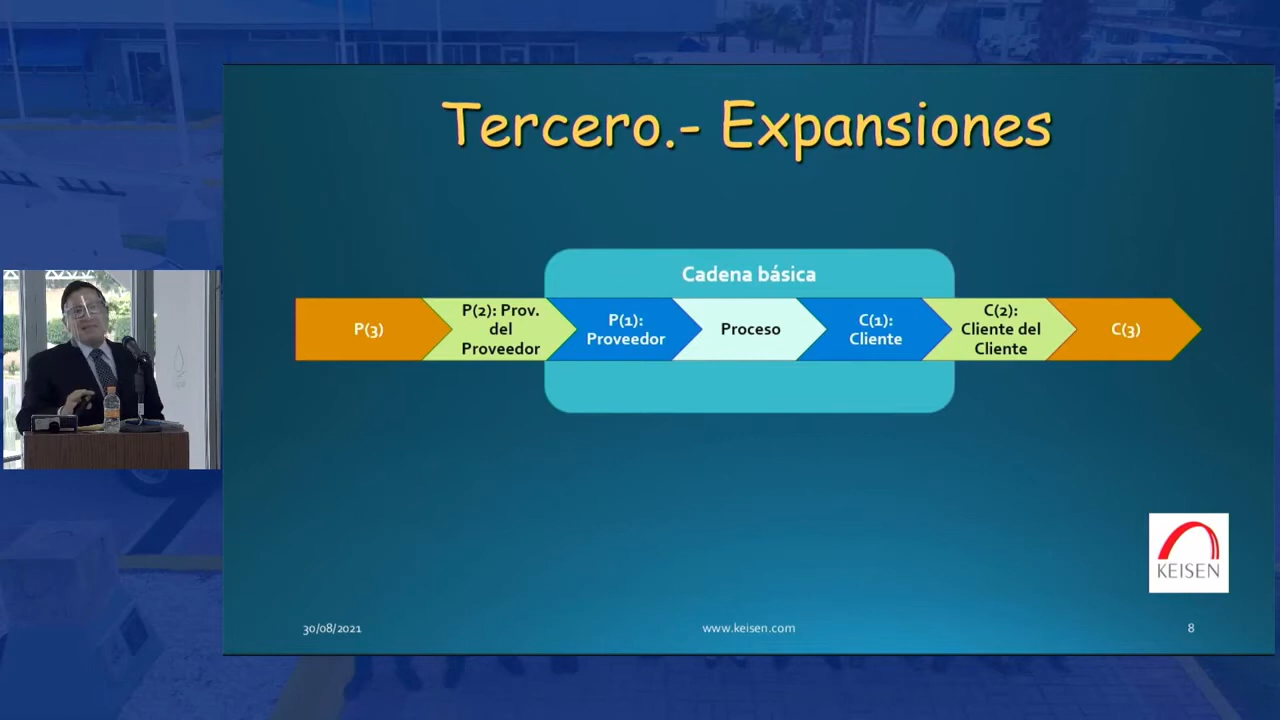 Tercero.- Expansiones
Cadena básica
P(3)
P(2): Prov.
del
Proveedor
P(1):
Proveedor
Proceso
C(1):
Cliente
C(2):
Cliente del
Cliente
C(3)
KEISEN
30/08/2021
www.keisen.com
8